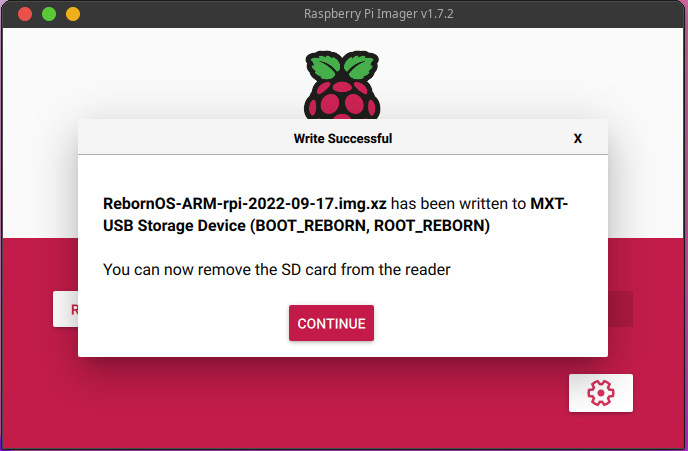 Raspberry Pi Imager v1.7.2
Write Successful
X
RebornOS-ARM-rpi-2022-09-17.img.xz has been written to MXT-
USB Storage Device (BOOT_REBORN, ROOT_REBORN)
You can now remove the SD card from the reader
R
CONTINUE